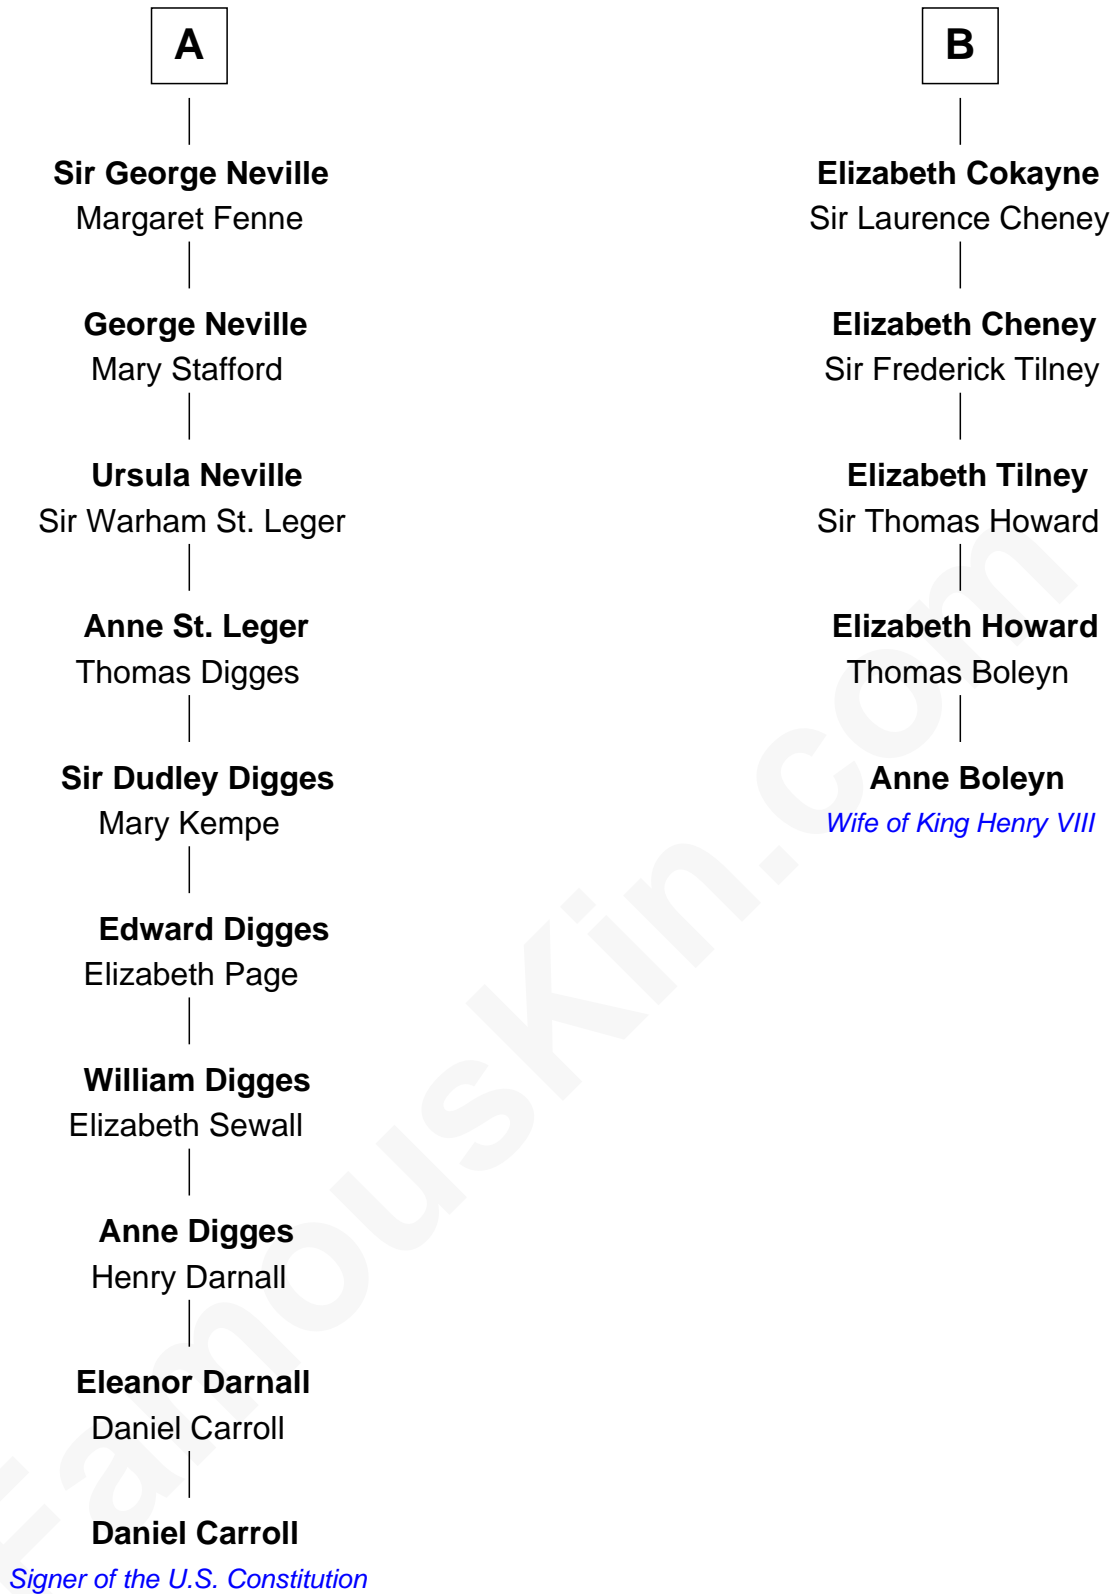 A
Sir George Neville
Margaret Fenne
George Neville
Mary Stafford
Ursula Neville
Sir Warham St. Leger
Anne St. Leger
Thomas Digges
Sir Dudley Digges
Mary Kempe
Edward Digges
Elizabeth Page
William Digges
Elizabeth Sewall
Anne Digges
Henry Darnall
Eleanor Darnall
Daniel Carroll
Daniel Carroll
Signer of the U.S. Constitution
B
Elizabeth Cokayne
Sir Laurence Cheney
Elizabeth Cheney
Sir Frederick Tilney
Elizabeth Tilney
Sir Thomas Howard
Elizabeth Howard
Thomas Boleyn
Anne Boleyn
Wife of King Henry VIII
FamousKin.com